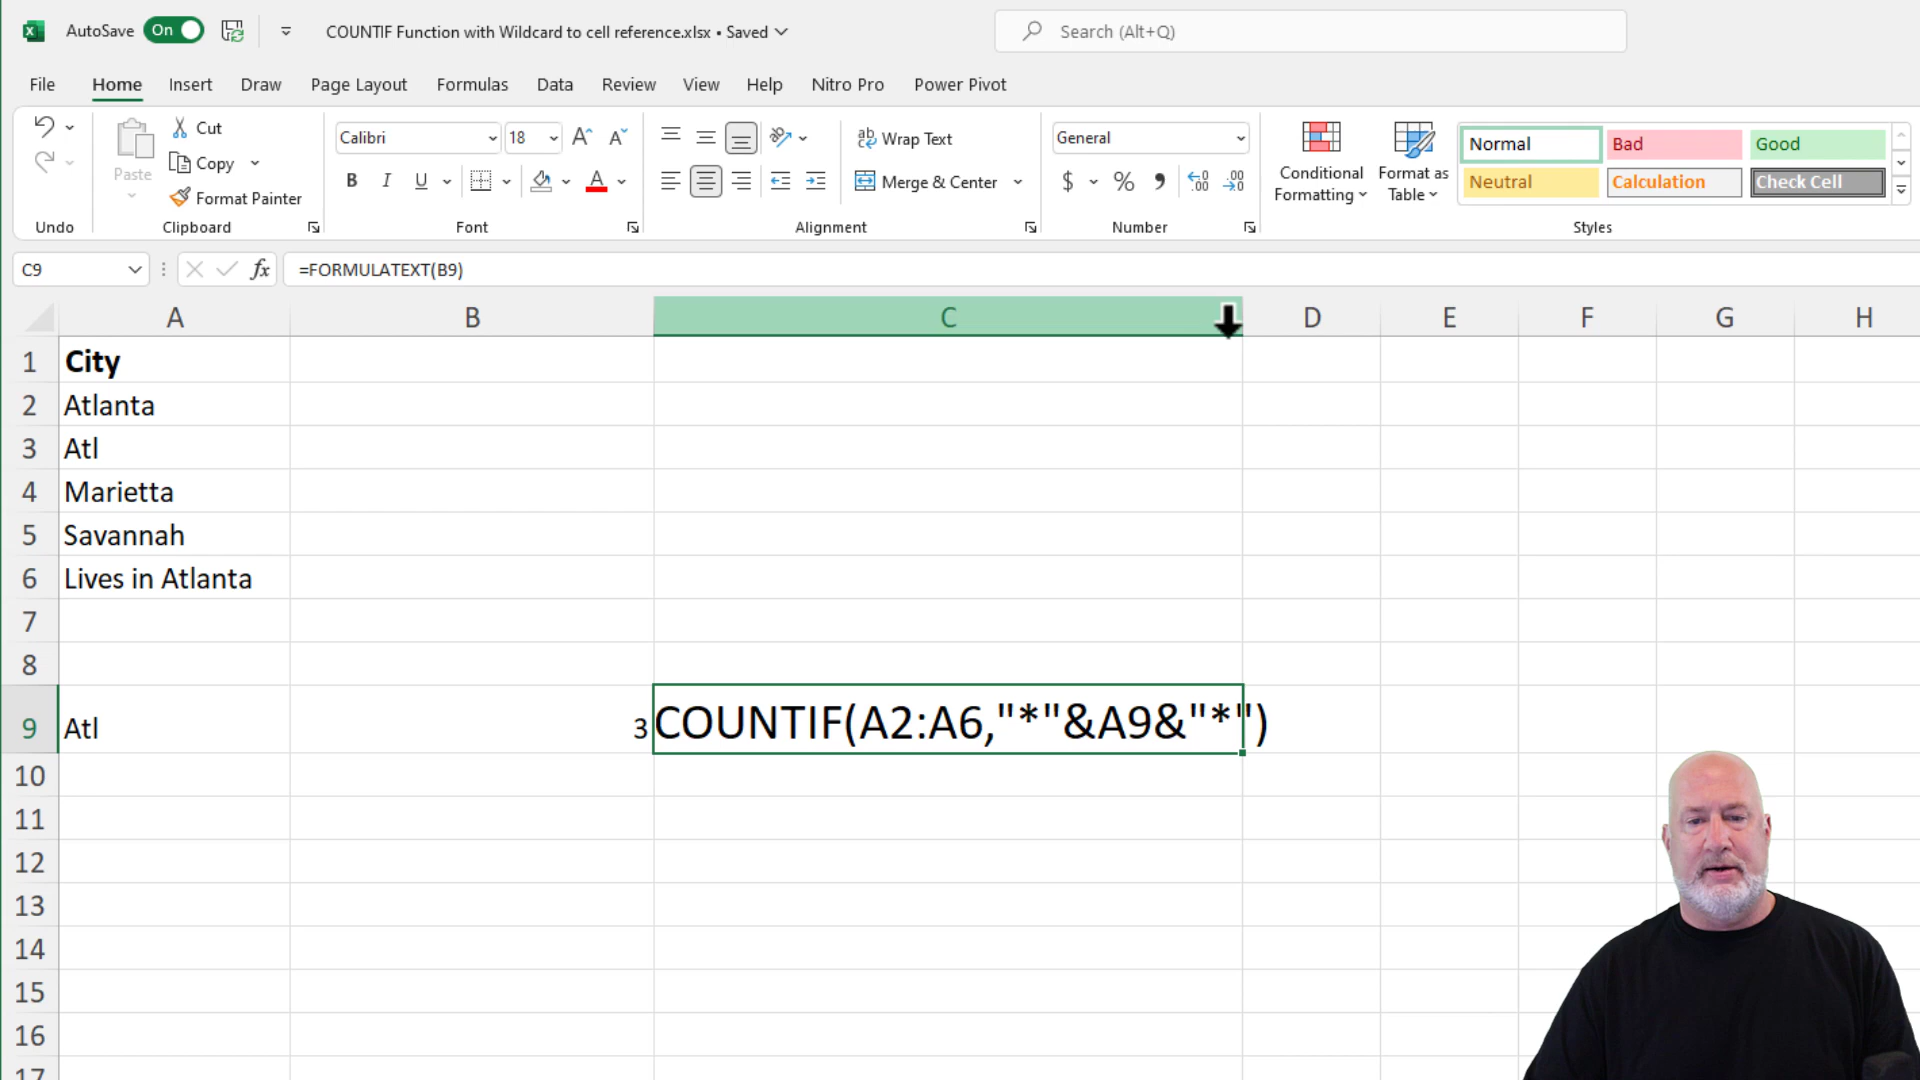 AutoSave On COUNTIF Function with Wildcard to cell reference.xlsx • Saved Search (Alt+Q)
File Home Insert Draw Page Layout Formulas Data Review View Help Nitro Pro Power Pivot
Paste Cut Copy Format Painter
Calibri 18
B I U A
ab Wrap Text
Merge & Center
General
$ % 9 .00
Conditional Formatting
Format as Table
Normal Bad Good
Neutral Calculation Check Cell
Undo Clipboard Font Alignment Number Styles
C9 fx =FORMULATEXT(B9)
A B C D E F G H
1 City
2 Atlanta
3 Atl
4 Marietta
5 Savannah
6 Lives in Atlanta
7
8
9 Atl 3 COUNTIF(A2:A6,"*"&A9&"*")
10
11
12
13
14
15
16
17